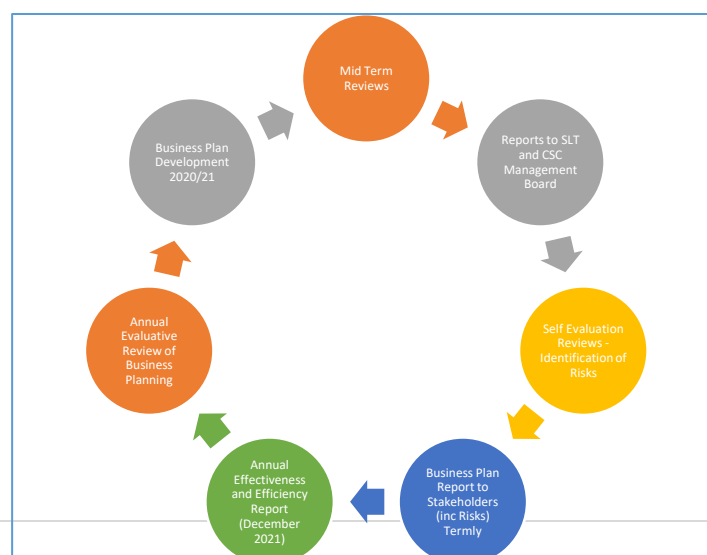 Mid Term
Reviews
Reports to SLT
and CSC
Management
Board
Self Evaluation
Reviews -
Identification of
Risks
Business Plan
Report to
Stakeholders
(inc Risks)
Termly
Annual
Effectiveness
and Efficiency
Report
(December
2021)
Annual
Evaluative
Review of
Business
Planning
Business Plan
Development
2020/21